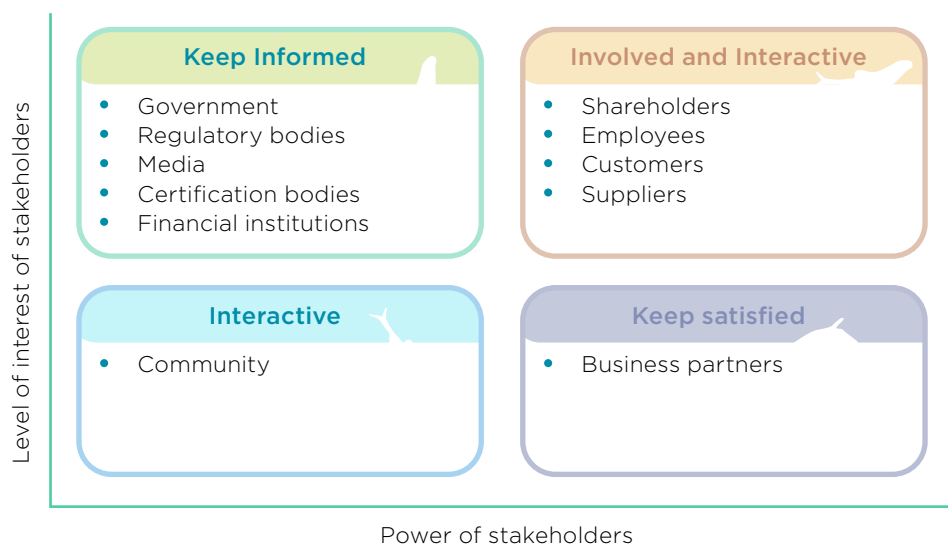 Level of interest of stakeholders
Keep Informed
• Government
• Regulatory bodies
• Media
• Certification bodies
• Financial institutions
Involved and Interactive
• Shareholders
• Employees
• Customers
• Suppliers
Interactive
• Community
Keep satisfied
• Business partners
Power of stakeholders